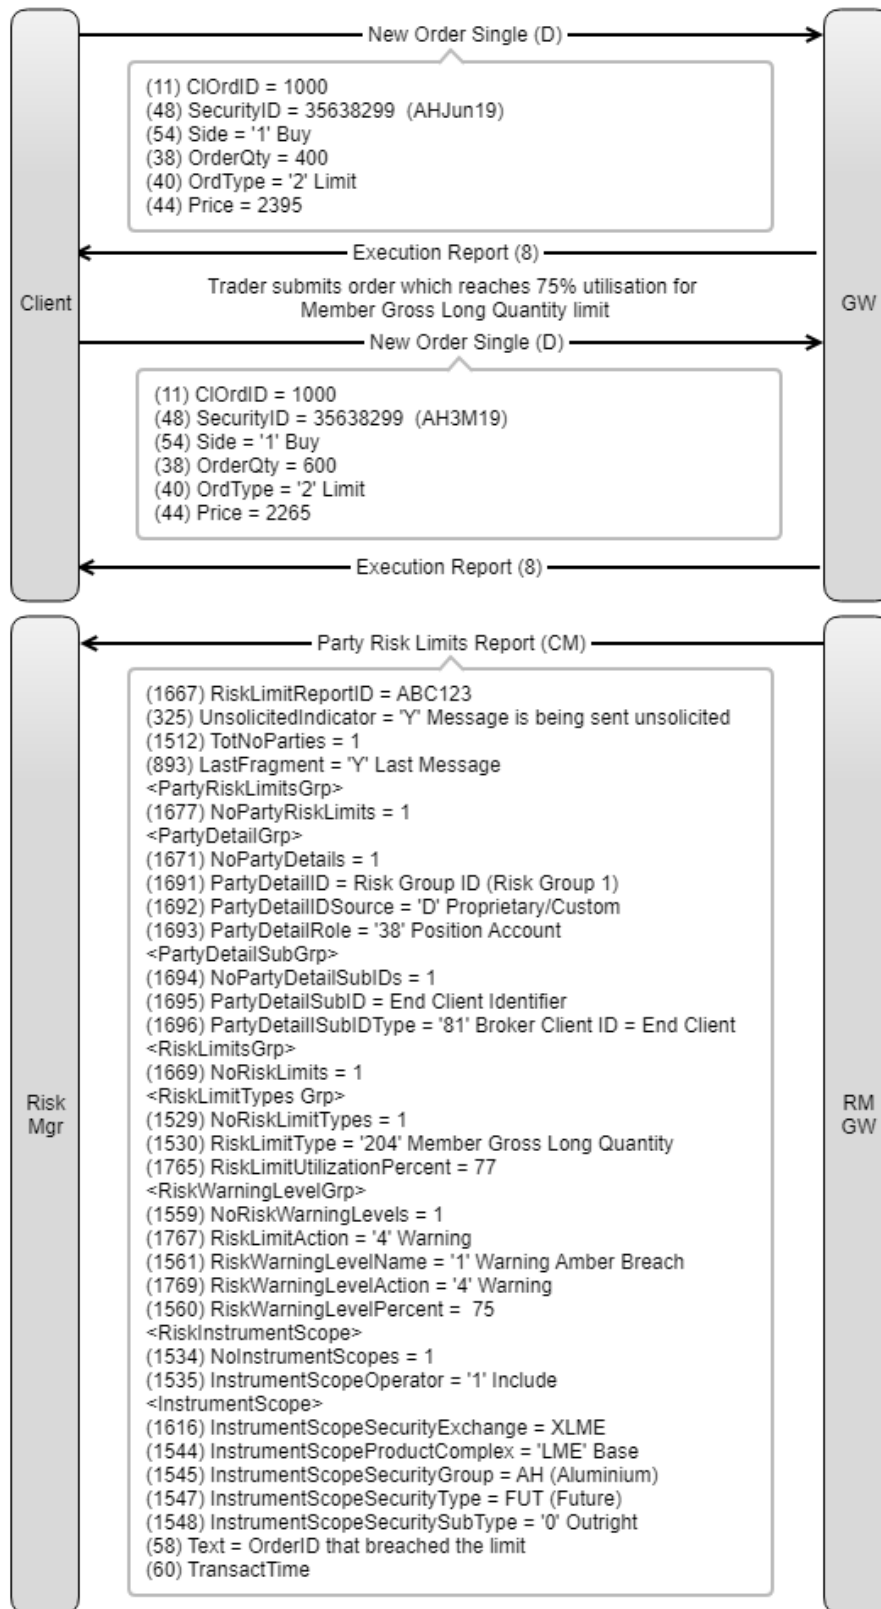 New Order Single (D)
(11) ClOrdID = 1000
(48) SecurityID = 35638299 (AHJun19)
(54) Side = '1' Buy
(38) OrderQty = 400
(40) OrdType = '2' Limit
(44) Price = 2395
Execution Report (8)
Client
Trader submits order which reaches 75% utilisation for
Member Gross Long Quantity limit
GW
New Order Single (D)
(11) ClOrdID = 1000
(48) SecurityID = 35638299 (AH3M19)
(54) Side = '1' Buy
(38) OrderQty = 600
(40) OrdType = '2' Limit
(44) Price = 2265
Execution Report (8)
Party Risk Limits Report (CM)
(1667) RiskLimitReportID = ABC123
(325) UnsolicitedIndicator = 'Y' Message is being sent unsolicited
(1512) TotNoParties = 1
(893) LastFragment = 'Y' Last Message
<PartyRiskLimitsGrp>
(1677) NoPartyRiskLimits = 1
<PartyDetailGrp>
(1671) NoPartyDetails = 1
(1691) PartyDetailID = Risk Group ID (Risk Group 1)
(1692) PartyDetailIDSource = 'D' Proprietary/Custom
(1693) PartyDetailRole = '38' Position Account
<PartyDetailSubGrp>
(1694) NoPartyDetailSubIDs = 1
(1695) PartyDetailSubID = End Client Identifier
(1696) PartyDetailISubIDType = '81' Broker Client ID = End Client
<RiskLimitsGrp>
(1669) NoRiskLimits = 1
<RiskLimitTypes Grp>
(1529) NoRiskLimitTypes = 1
(1530) RiskLimitType = '204' Member Gross Long Quantity
(1765) RiskLimitUtilizationPercent = 77
<RiskWarningLevelGrp>
(1559) NoRiskWarningLevels = 1
(1767) RiskLimitAction = '4' Warning
(1561) RiskWarningLevelName = '1' Warning Amber Breach
(1769) RiskWarningLevelAction = '4' Warning
(1560) RiskWarningLevelPercent = 75
<RiskInstrumentScope>
(1534) NoInstrumentScopes = 1
(1535) InstrumentScopeOperator = '1' Include
<InstrumentScope>
(1616) InstrumentScopeSecurityExchange = XLME
(1544) InstrumentScopeProductComplex = 'LME' Base
(1545) InstrumentScopeSecurityGroup = AH (Aluminium)
(1547) InstrumentScopeSecurityType = FUT (Future)
(1548) InstrumentScopeSecuritySubType = '0' Outright
(58) Text = OrderID that breached the limit
(60) TransactTime
Risk
Mgr
RM
GW